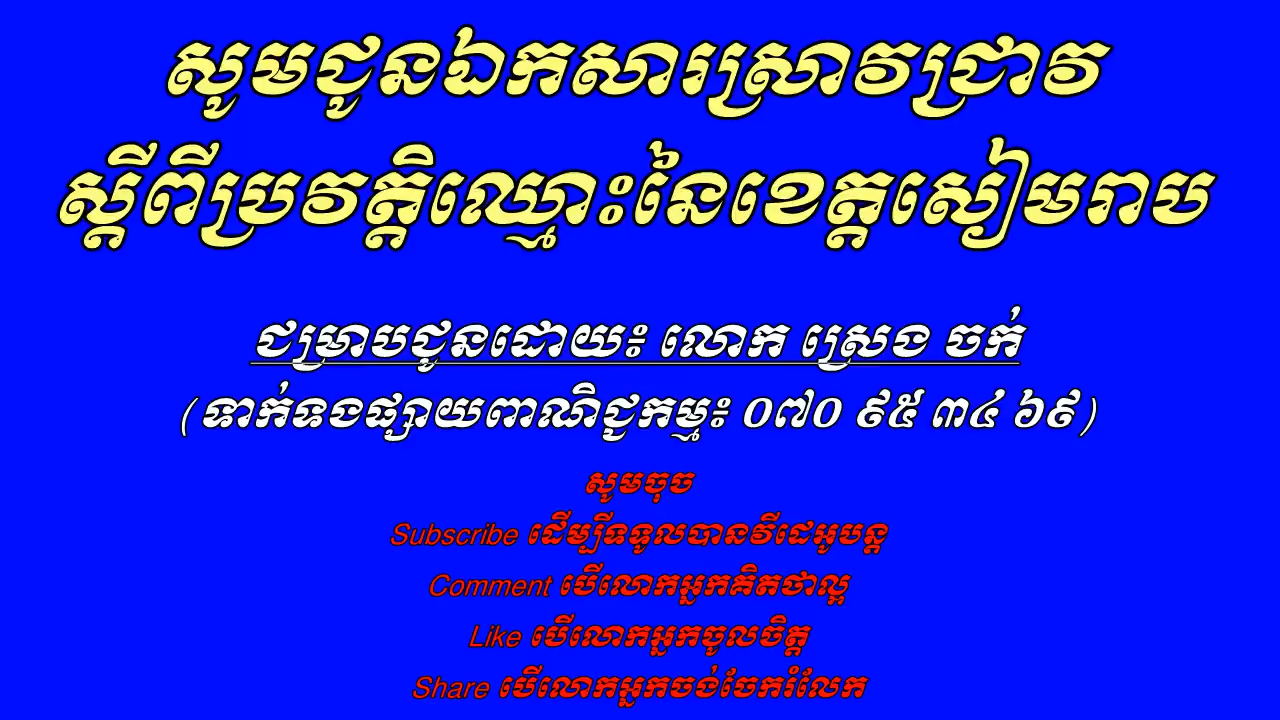 សូមជូនឯកសារស្រាវជ្រាវ
ស្ដីពីប្រវត្តិឈ្មោះនៃខេត្តសៀមរាប
ជម្រាបជូនដោយ៖ លោក ស្រេង ចក់
(ទាក់ទងផ្សាយពាណិជ្ជកម្ម៖ ០៧០ ៩៥ ៣៤ ៦៩)
សូមចុច
Subscribe ដើម្បីទទួលបានវីដេអូបន្ត
Comment បើលោកអ្នកគិតថាល្អ
Like បើលោកអ្នកចូលចិត្ត
Share បើលោកអ្នកចង់ចែករំលែក